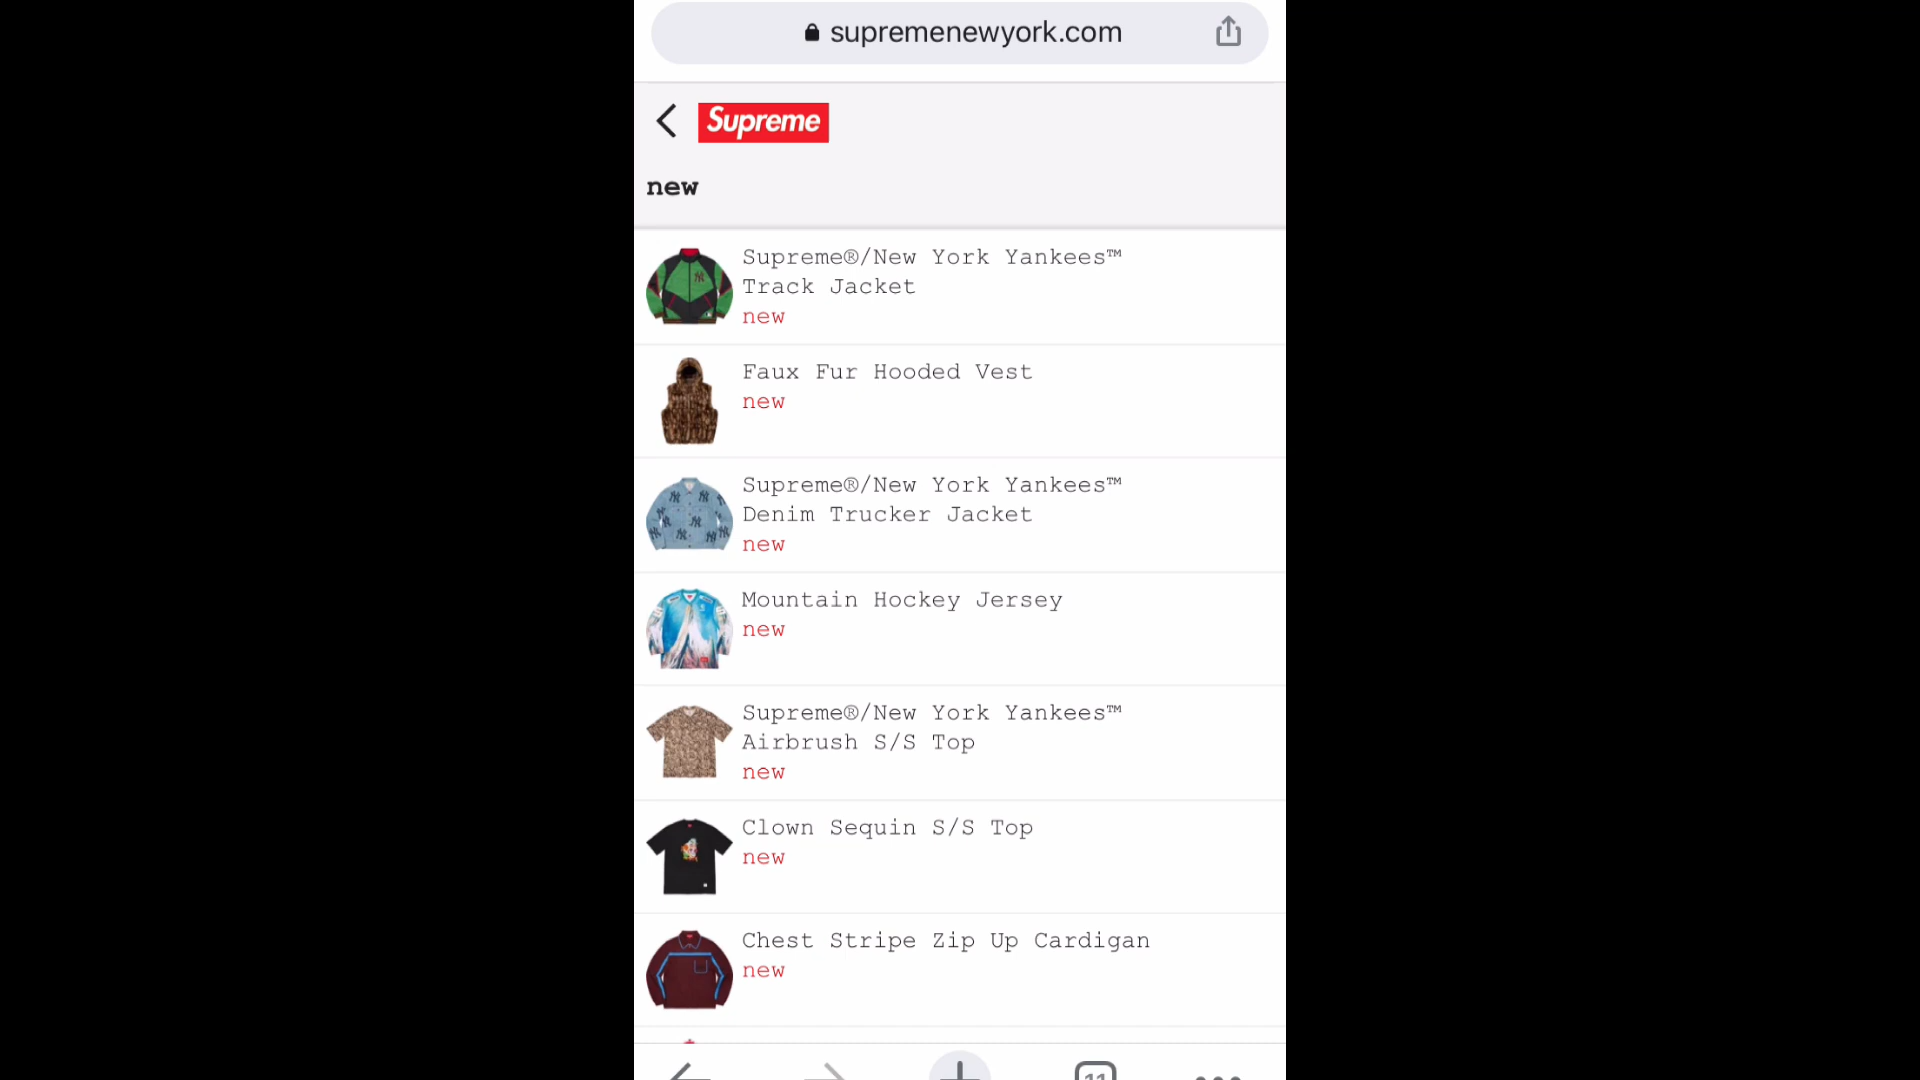 supremenewyork.com
Supreme
new
Supreme®/New York Yankees™
Track Jacket
new
Faux Fur Hooded Vest
new
Supreme®/New York Yankees™
Denim Trucker Jacket
new
Mountain Hockey Jersey
new
Supreme®/New York Yankees™
Airbrush S/S Top
new
Clown Sequin S/S Top
new
Chest Stripe Zip Up Cardigan
new
11